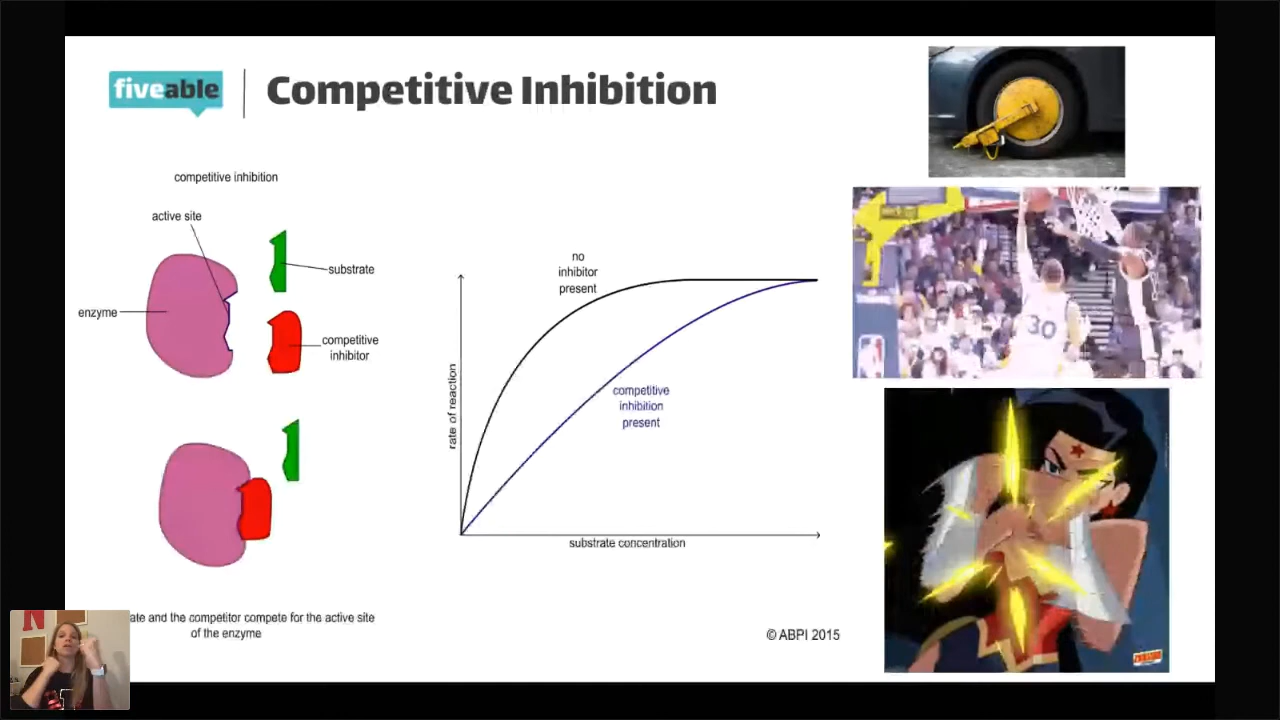 fiveable
Competitive Inhibition
competitive inhibition
active site
substrate
enzyme
competitive
inhibitor
ate and the competitor compete for the active site
of the enzyme
no
inhibitor
present
competitive
inhibition
present
rate of reaction
substrate concentration
© ABPI 2015
30
N